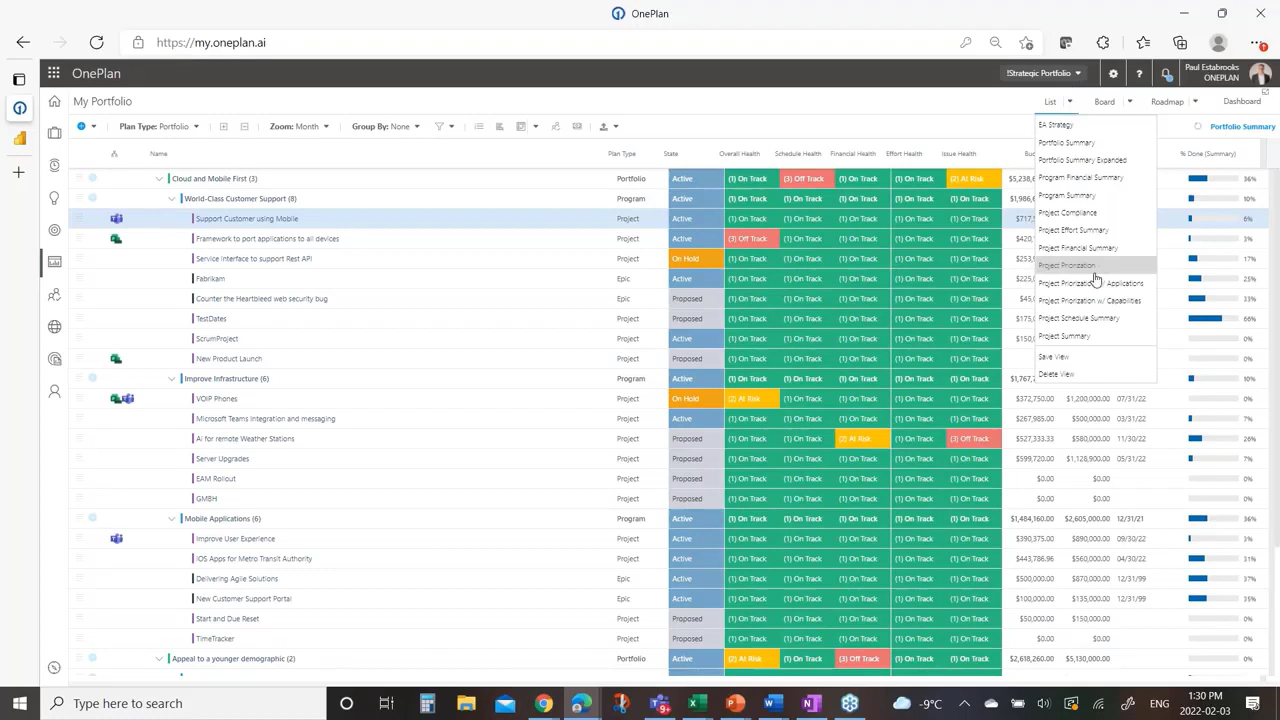 OnePlan
https://my.oneplan.ai
OnePlan
!Strategic Portfolio
?
Paul Estabrooks
ONEPLAN
My Portfolio
List
Board
Roadmap
Dashboard
Plan Type: Portfolio
Zoom: Month
Group By: None
Portfolio Summary
EA Strategy
Portfolio Summary
Portfolio Summary Expanded
Program Financial Summary
Program Summary
Project Compliance
Project Effort Summary
Project Financial Summary
Project Priorization
Project Priorization Applications
Project Priorization w/ Capabilities
Project Schedule Summary
Project Summary
Save View
Delete View
Name Plan Type State Overall Health Schedule Health Financial Health Effort Health Issue Health % Done (Summary)
Cloud and Mobile First (3) Portfolio Active (1) On Track (3) Off Track (1) On Track (1) On Track (2) At Risk $5,238,6 36%
World-Class Customer Support (8) Program Active (1) On Track (1) On Track (1) On Track (1) On Track (1) On Track $1,986,6 10%
Support Customer using Mobile Project Active (1) On Track (1) On Track (1) On Track (1) On Track (1) On Track $717,5 6%
Framework to port applications to all devices Project Active (3) Off Track (1) On Track (1) On Track (1) On Track (1) On Track $420, 3%
Service Interface to support Rest API Project On Hold (1) On Track (1) On Track (1) On Track (1) On Track (1) On Track $253, 17%
Fabrikam Epic Active (1) On Track (1) On Track (1) On Track (1) On Track (1) On Track $225, 25%
Counter the Heartbleed web security bug Epic Proposed (1) On Track (1) On Track (1) On Track (1) On Track (1) On Track $45, 33%
TestDates Project Proposed (1) On Track (1) On Track (1) On Track (1) On Track (1) On Track $175, 66%
ScrumProject Project Active (1) On Track (1) On Track (1) On Track (1) On Track (1) On Track $150, 0%
New Product Launch Project Proposed (1) On Track (1) On Track (1) On Track (1) On Track (1) On Track 0%
Improve Infrastructure (6) Program Active (1) On Track (1) On Track (1) On Track (1) On Track (1) On Track $1,767, 10%
VOIP Phones Project On Hold (2) At Risk (1) On Track (1) On Track (1) On Track (1) On Track $372,750.00 $1,200,000.00 07/31/22 0%
Microsoft Teams Integration and messaging Project Active (1) On Track (1) On Track (1) On Track (1) On Track (1) On Track $267,985.00 $500,000.00 03/31/22 7%
AI for remote Weather Stations Project Proposed (1) On Track (1) On Track (2) At Risk (1) On Track (3) Off Track $527,333.33 $580,000.00 11/30/22 26%
Server Upgrades Project Proposed (1) On Track (1) On Track (1) On Track (1) On Track (1) On Track $599,720.00 $1,128,900.00 05/31/22 7%
EAM Rollout Project Proposed (1) On Track (1) On Track (1) On Track (1) On Track (1) On Track $0.00 $0.00 0%
GMBH Project Proposed (1) On Track (1) On Track (1) On Track (1) On Track (1) On Track $0.00 $0.00 0%
Mobile Applications (6) Program Active (1) On Track (1) On Track (1) On Track (1) On Track (1) On Track $1,484,160.00 $2,605,000.00 12/31/21 36%
Improve User Experience Project Active (1) On Track (1) On Track (1) On Track (1) On Track (1) On Track $390,375.00 $890,000.00 09/30/22 3%
IOS Apps for Metro Transit Authority Project Active (1) On Track (1) On Track (1) On Track (1) On Track (1) On Track $443,786.96 $560,000.00 04/30/22 31%
Delivering Agile Solutions Epic Active (1) On Track (1) On Track (1) On Track (1) On Track (1) On Track $500,000.00 $870,000.00 12/31/99 37%
New Customer Support Portal Epic Active (1) On Track (1) On Track (1) On Track (1) On Track (1) On Track $100,000.00 $135,000.00 12/31/99 35%
Start and Due Reset Project Proposed (1) On Track (1) On Track (1) On Track (1) On Track (1) On Track $50,000.00 $150,000.00 0%
TimeTracker Project Proposed (1) On Track (1) On Track (1) On Track (1) On Track (1) On Track $0.00 $0.00 0%
Appeal to a younger demographic (2) Portfolio Active (2) At Risk (1) On Track (3) Off Track (1) On Track (1) On Track $2,618,260.00 $5,130,000.00 0%
Type here to search
-9°C
1:30 PM
2022-02-03